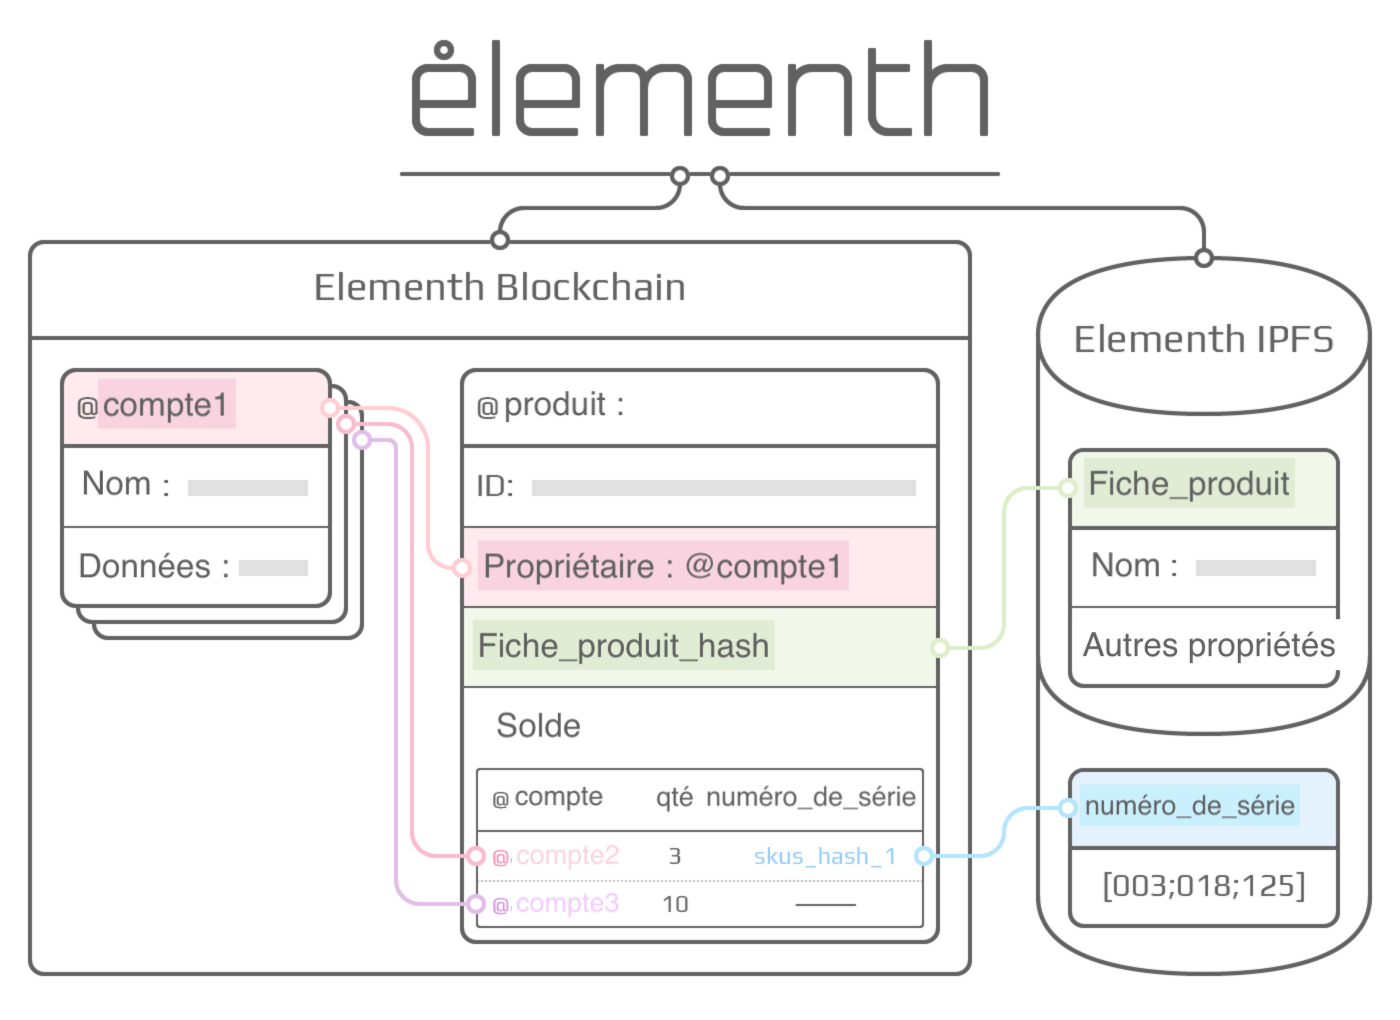 elementh
Elementh Blockchain
Elementh IPFS
@compte1
Nom :
Données :
@produit :
ID:
Propriétaire : @compte1
Fiche_produit_hash
Solde
@compte qté numéro_de_série
@compte2 3 skus_hash_1
@compte3 10
Fiche_produit
Nom :
Autres propriétés
numéro_de_série
[003;018;125]